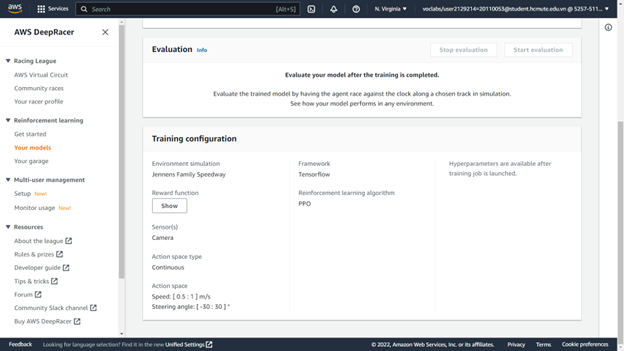 aws
Services
Search
[Alt+S]
N. Virginia
voclabs/user2129214=20110053@student.hcmute.edu.vn @ 5257-511...
AWS DeepRacer
Racing League
AWS Virtual Circuit
Community races
Your racer profile
Reinforcement learning
Get started
Your models
Your garage
Multi-user management
Setup New!
Monitor usage New!
Resources
About the league
Rules & prizes
Developer guide
Tips & tricks
Forum
Community Slack channel
Buy AWS DeepRacer
Evaluation Info
Stop evaluation
Start evaluation
Evaluate your model after the training is completed.
Evaluate the trained model by having the agent race against the clock along a chosen track in simulation.
See how your model performs in any environment.
Training configuration
Environment simulation
Jennens Family Speedway
Reward function
Show
Sensor(s)
Camera
Action space type
Continuous
Action space
Speed: [ 0.5 : 1 ] m/s
Steering angle: [ -30 : 30 ] °
Framework
Tensorflow
Reinforcement learning algorithm
PPO
Hyperparameters are available after
training job is launched.
Feedback
Looking for language selection? Find it in the new Unified Settings
© 2022, Amazon Web Services, Inc. or its affiliates.
Privacy
Terms
Cookie preferences